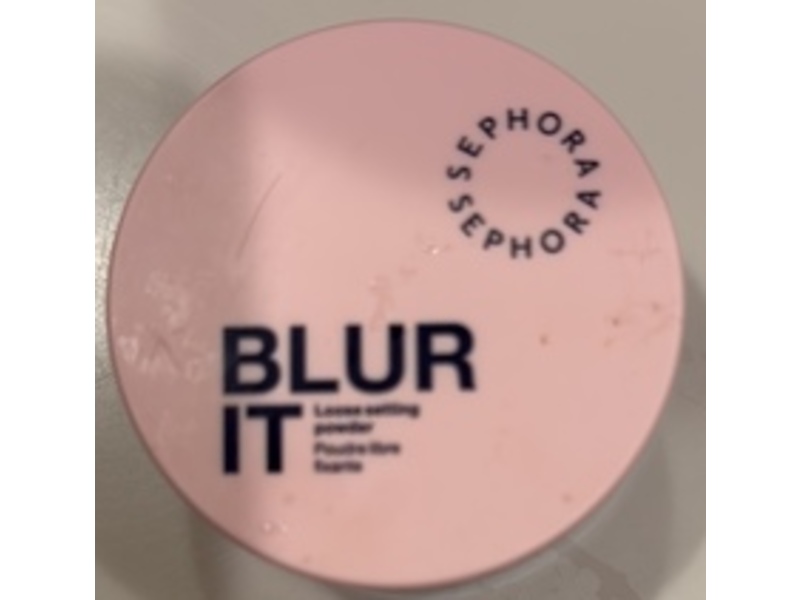 SEPHORA
SEPHORA
BLUR
IT
Loose setting
powder
Poudre libre
fixante